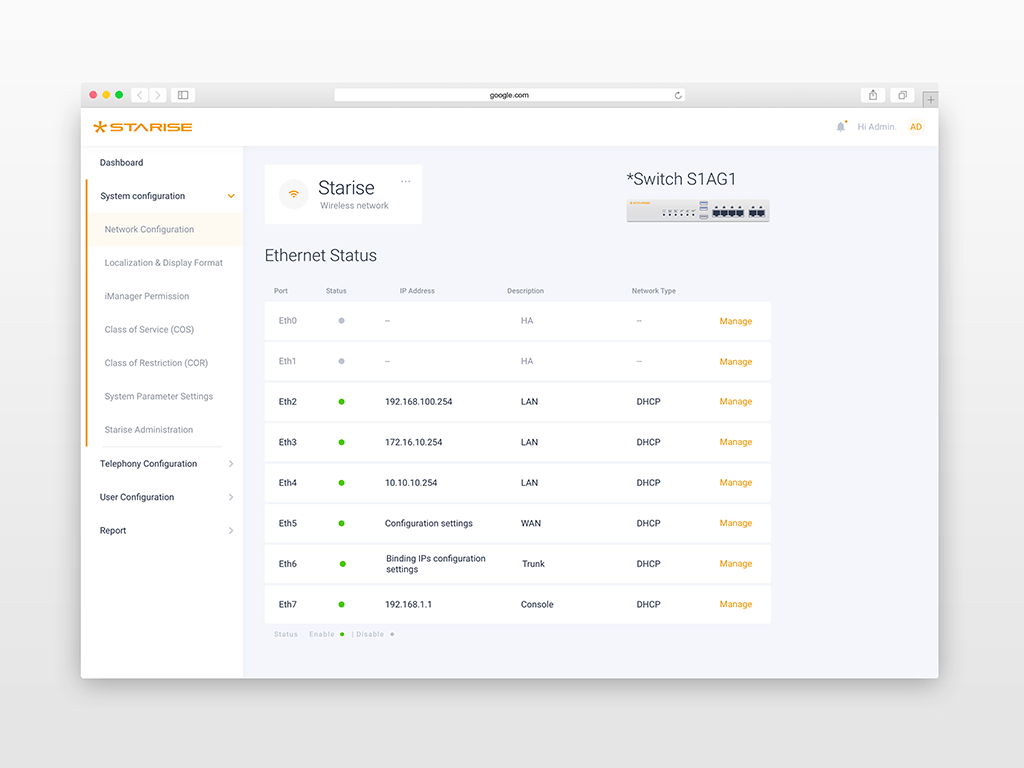 google.com
STARISE
Hi Admin.
AD
Dashboard
System configuration
Network Configuration
Localization & Display Format
iManager Permission
Class of Service (COS)
Class of Restriction (COR)
System Parameter Settings
Starise Administration
Telephony Configuration
User Configuration
Report
Starise
Wireless network
*Switch S1AG1
STARISE
Ethernet Status
Port Status IP Address Description Network Type
Eth0 -- HA -- Manage
Eth1 -- HA -- Manage
Eth2 192.168.100.254 LAN DHCP Manage
Eth3 172.16.10.254 LAN DHCP Manage
Eth4 10.10.10.254 LAN DHCP Manage
Eth5 Configuration settings WAN DHCP Manage
Eth6 Binding IPs configuration settings Trunk DHCP Manage
Eth7 192.168.1.1 Console DHCP Manage
Status Enable | Disable